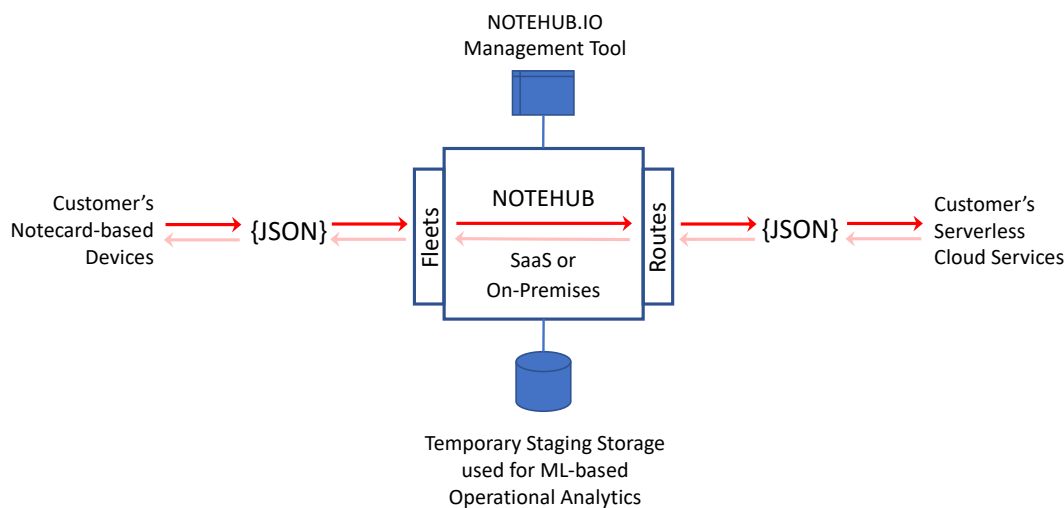 NOTEHUB.IO
Management Tool
Customer’s
Notecard-based
Devices
{JSON}
Fleets
NOTEHUB
SaaS or
On-Premises
Routes
{JSON}
Customer’s
Serverless
Cloud Services
Temporary Staging Storage
used for ML-based
Operational Analytics